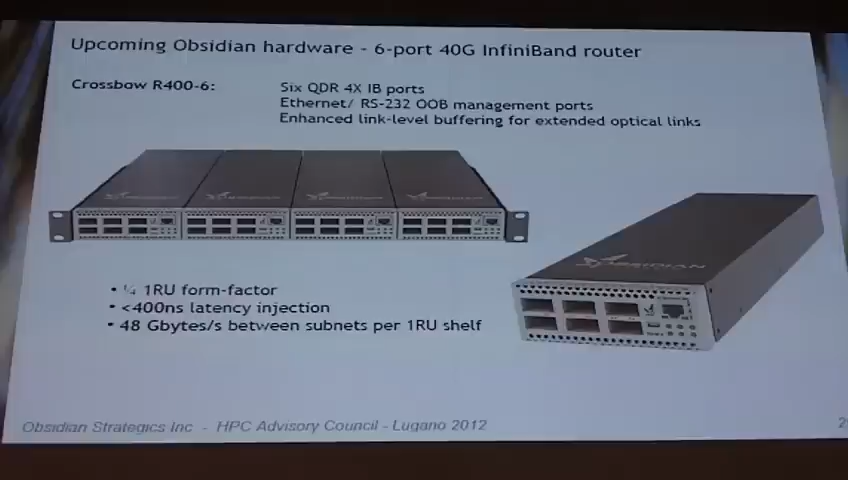 Upcoming Obsidian hardware - 6-port 40G InfiniBand router
Crossbow R400-6:
Six QDR 4X IB ports
Ethernet/ RS-232 OOB management ports
Enhanced link-level buffering for extended optical links
OBSIDIAN
• ¼ 1RU form-factor
• <400ns latency injection
• 48 Gbytes/s between subnets per 1RU shelf
Obsidian Strategics Inc - HPC Advisory Council - Lugano 2012